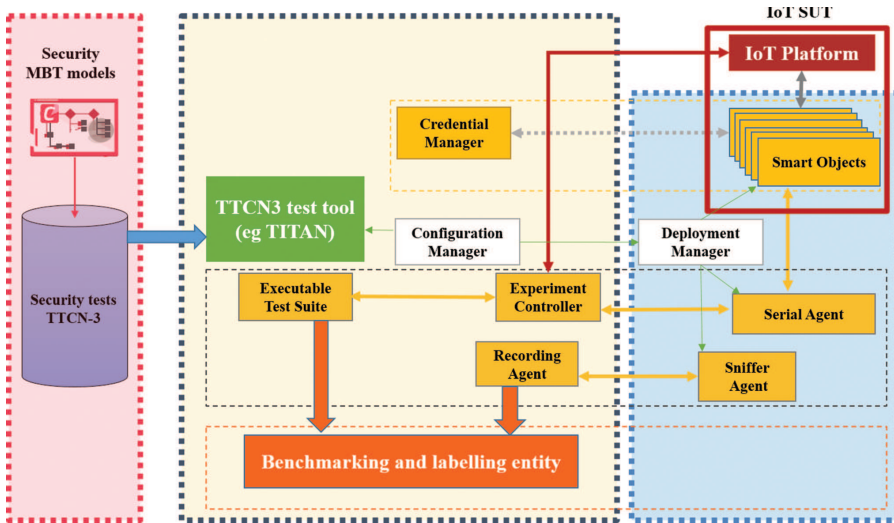 IoT SUT
Security
MBT models
IoT Platform
Credential
Manager
Smart Objects
TTCN3 test tool
(eg TITAN)
Configuration
Manager
Deployment
Manager
Security tests
TTCN-3
Executable
Test Suite
Experiment
Controller
Serial Agent
Recording
Agent
Sniffer
Agent
Benchmarking and labelling entity